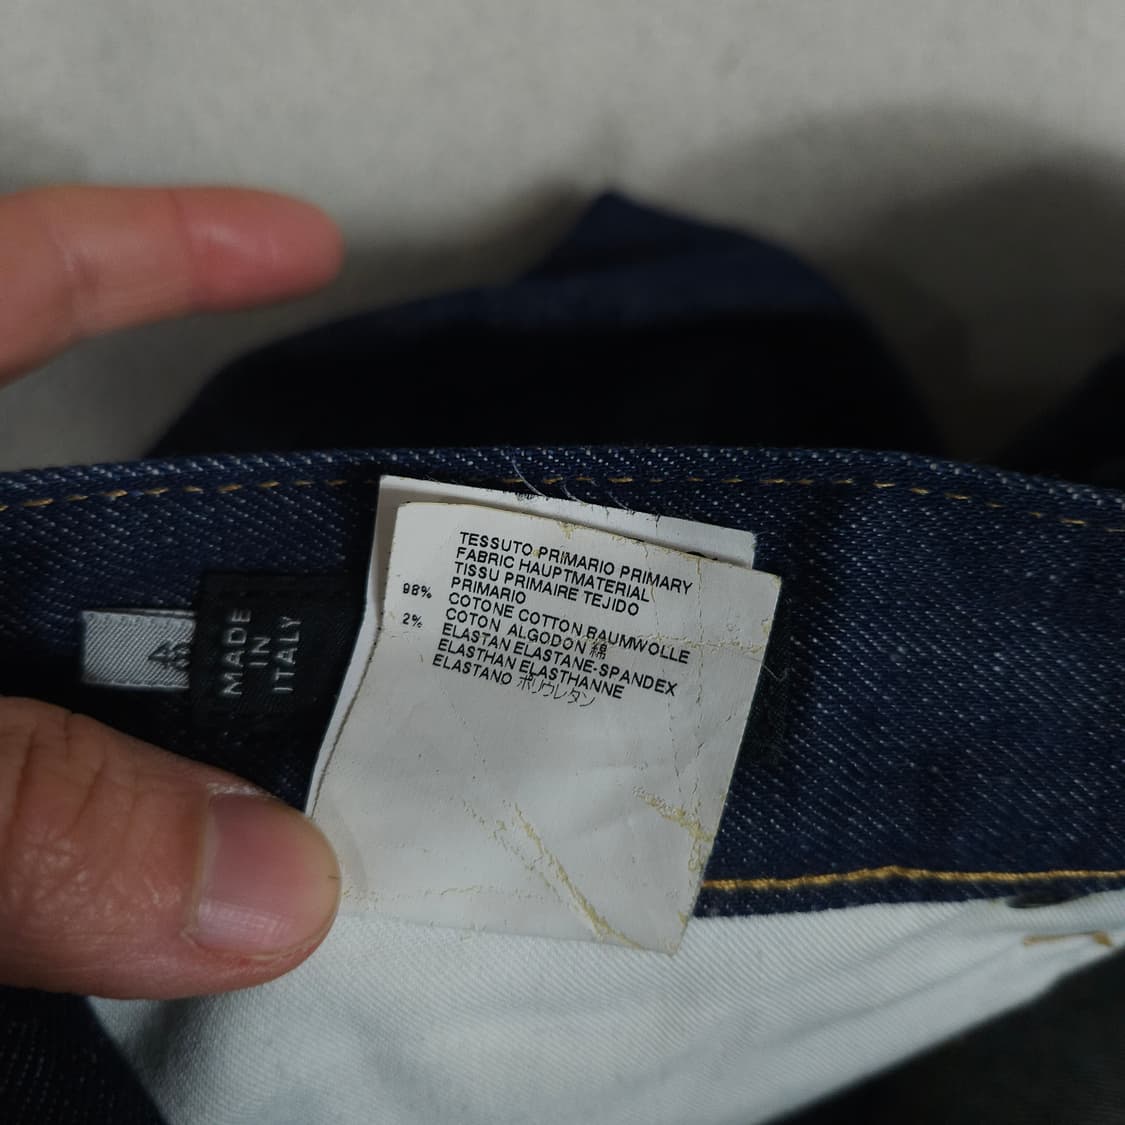 TESSUTO PRIMARIO PRIMARY
FABRIC HAUPTMATERIAL
TISSU PRIMAIRE TEJIDO
PRIMARIO
98% COTONE COTTON BAUMWOLLE
COTON ALGODON 綿
2% ELASTAN ELASTANE-SPANDEX
ELASTHAN ELASTHANNE
ELASTANO ポリウレタン
MADE
IN
ITALY